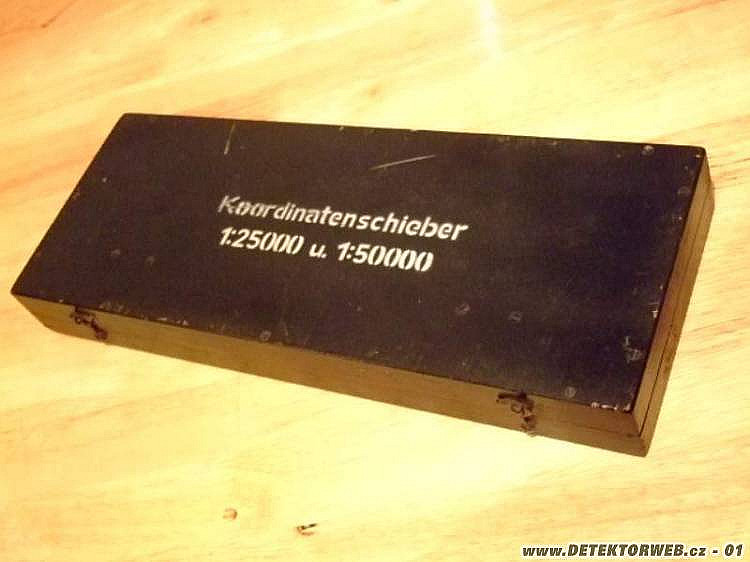 Koordinatenschieber
1:25000 u. 1:50000
www.DETEKTORWEB.cz - 01